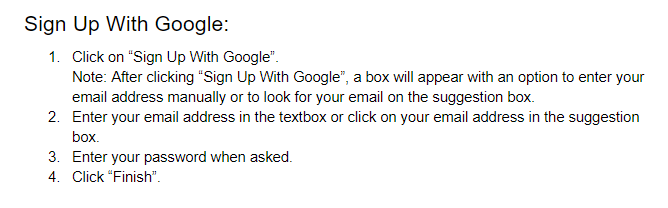 Sign Up With Google:
1. Click on “Sign Up With Google”.
Note: After clicking “Sign Up With Google”, a box will appear with an option to enter your
email address manually or to look for your email on the suggestion box.
2. Enter your email address in the textbox or click on your email address in the suggestion
box.
3. Enter your password when asked.
4. Click “Finish”.